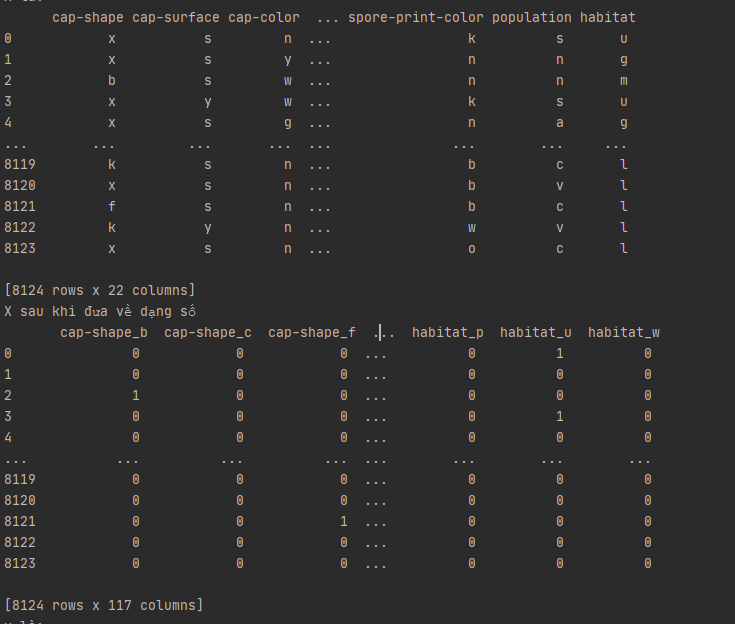 cap-shape cap-surface cap-color ... spore-print-color population habitat
0 x s n ... k s u
1 x s y ... n n g
2 b s w ... n n m
3 x y w ... k s u
4 x s g ... n a g
... ... ... ... ... ... ... ...
8119 k s n ... b c l
8120 x s n ... b v l
8121 f s n ... b c l
8122 k y n ... w v l
8123 x s n ... o c l
[8124 rows x 22 columns]
X sau khi đưa về dạng số
cap-shape_b cap-shape_c cap-shape_f ... habitat_p habitat_u habitat_w
0 0 0 0 ... 0 1 0
1 0 0 0 ... 0 0 0
2 1 0 0 ... 0 0 0
3 0 0 0 ... 0 1 0
4 0 0 0 ... 0 0 0
... ... ... ... ... ... ... ...
8119 0 0 0 ... 0 0 0
8120 0 0 0 ... 0 0 0
8121 0 0 1 ... 0 0 0
8122 0 0 0 ... 0 0 0
8123 0 0 0 ... 0 0 0
[8124 rows x 117 columns]